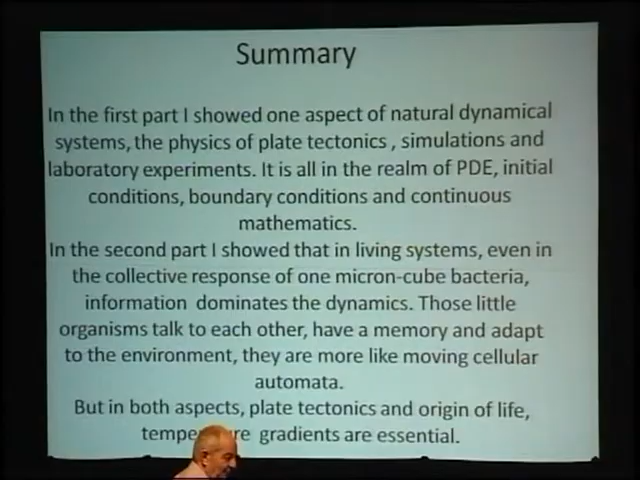 Summary
In the first part I showed one aspect of natural dynamical
systems, the physics of plate tectonics , simulations and
laboratory experiments. It is all in the realm of PDE, initial
conditions, boundary conditions and continuous
mathematics.
In the second part I showed that in living systems, even in
the collective response of one micron-cube bacteria,
information dominates the dynamics. Those little
organisms talk to each other, have a memory and adapt
to the environment, they are more like moving cellular
automata.
But in both aspects, plate tectonics and origin of life,
gradients are essential.